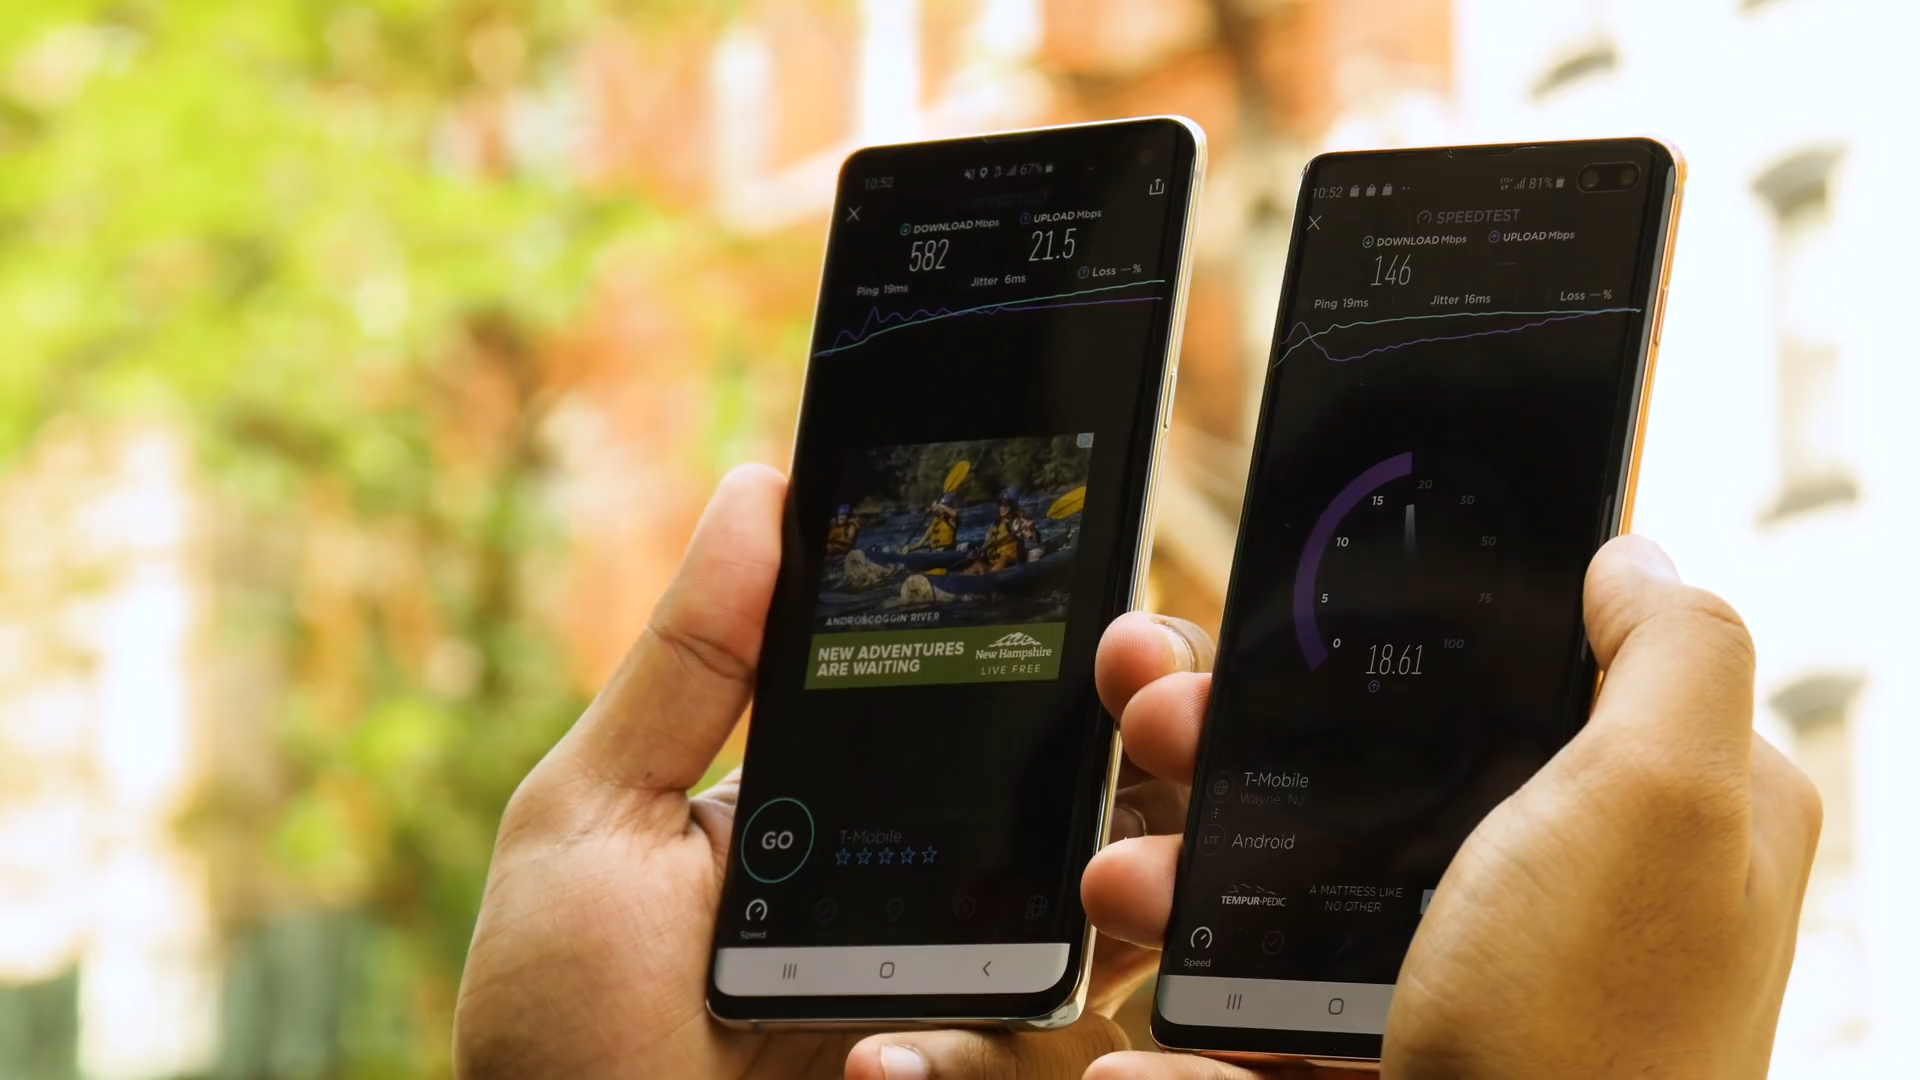 10:52
67%
DOWNLOAD Mbps
UPLOAD Mbps
582
21.5
Ping 19ms
Jitter 6ms
Loss —%
ANDROSCOGGIN RIVER
NEW ADVENTURES
ARE WAITING
New Hampshire
LIVE FREE
GO
T-Mobile
Speed
10:52
81%
SPEEDTEST
DOWNLOAD Mbps
UPLOAD Mbps
146
Ping 19ms
Jitter 16ms
Loss —%
0
5
10
15
20
30
50
75
100
18.61
T-Mobile
Wayne, NJ
LTE
Android
TEMPUR-PEDIC
A MATTRESS LIKE
NO OTHER
Speed